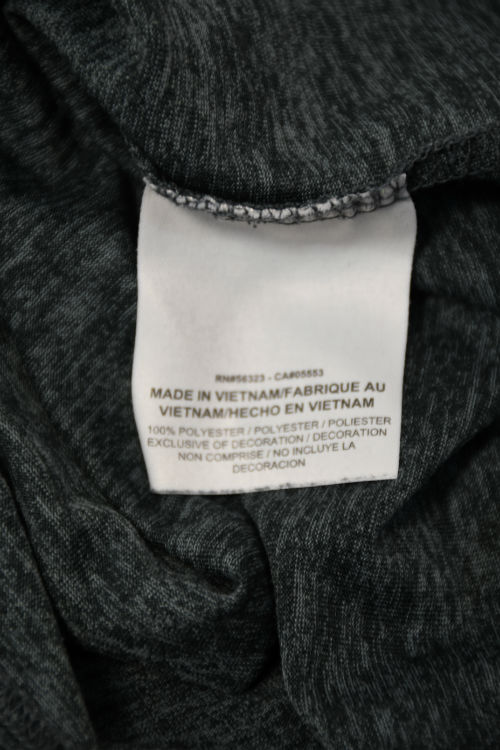 RN#56323 - CA#05553
MADE IN VIETNAM/FABRIQUE AU
VIETNAM/HECHO EN VIETNAM
100% POLYESTER / POLYESTER / POLIESTER
EXCLUSIVE OF DECORATION / DECORATION
NON COMPRISE / NO INCLUYE LA
DECORACION